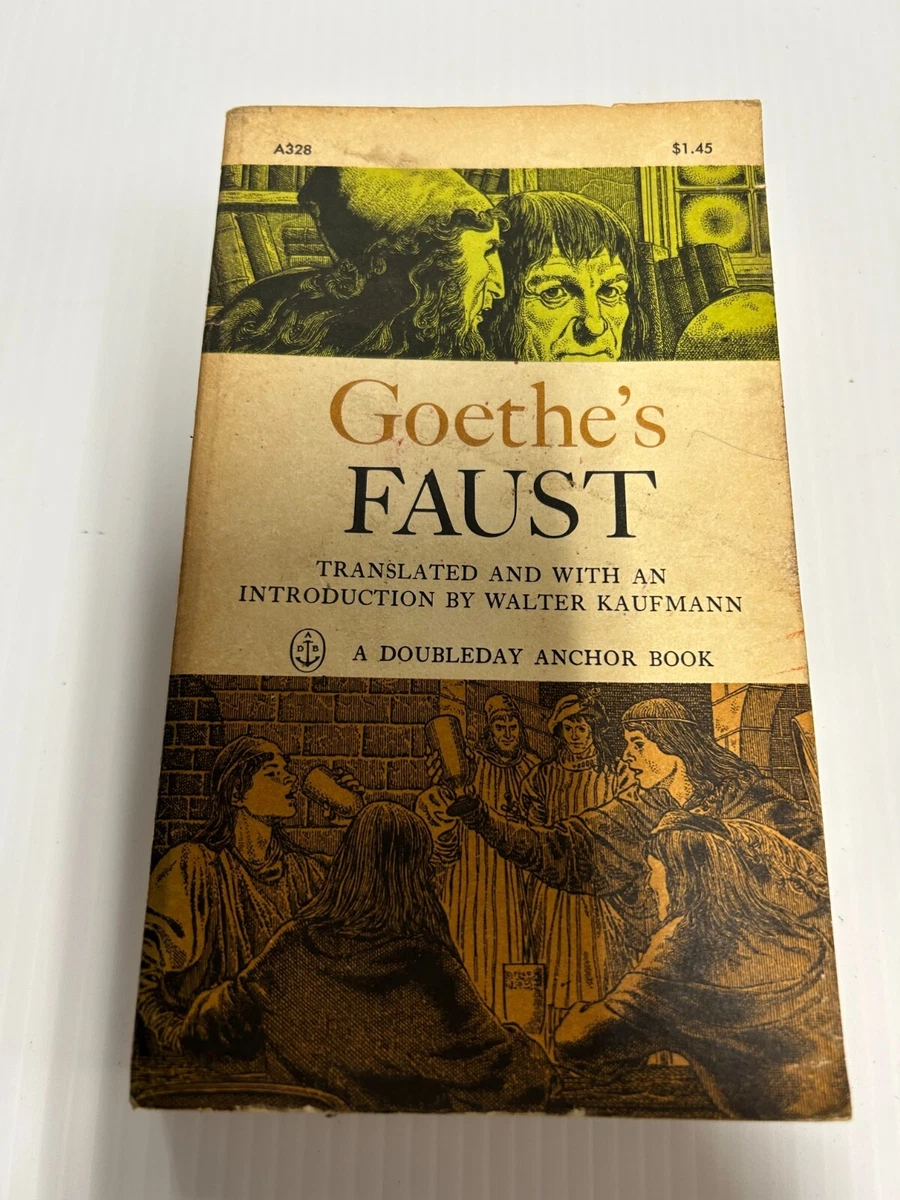 A328 $1.45
Goethe's
FAUST
TRANSLATED AND WITH AN
INTRODUCTION BY WALTER KAUFMANN
A
D B
A DOUBLEDAY ANCHOR BOOK